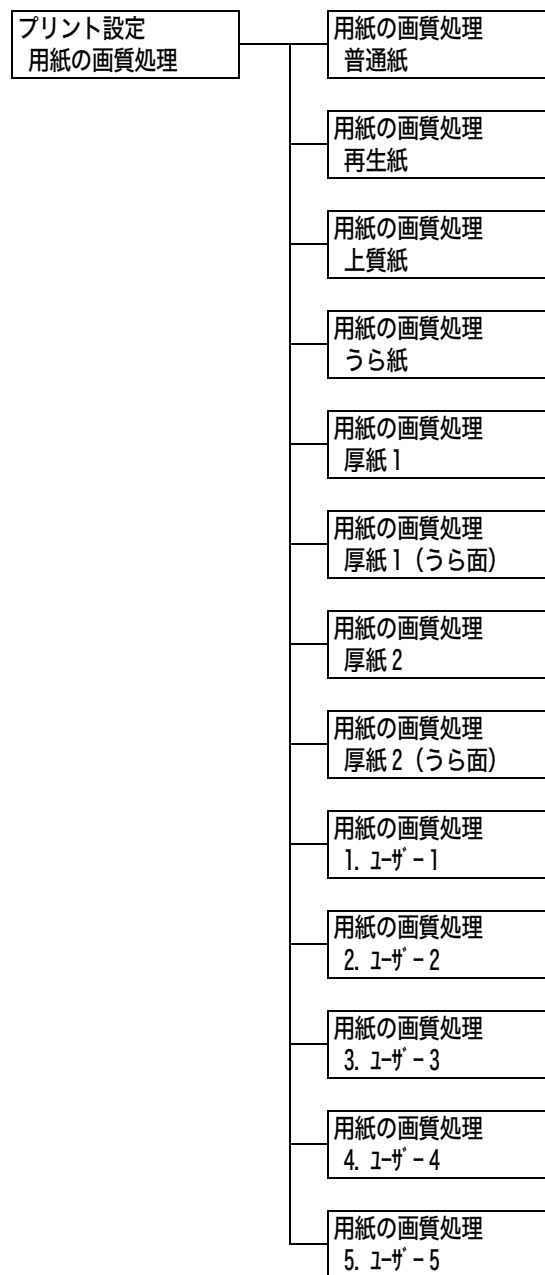 プリント設定
用紙の画質処理
用紙の画質処理
普通紙
用紙の画質処理
再生紙
用紙の画質処理
上質紙
用紙の画質処理
うら紙
用紙の画質処理
厚紙1
用紙の画質処理
厚紙1（うら面）
用紙の画質処理
厚紙2
用紙の画質処理
厚紙2（うら面）
用紙の画質処理
1. ﾕｰｻﾞｰ1
用紙の画質処理
2. ﾕｰｻﾞｰ2
用紙の画質処理
3. ﾕｰｻﾞｰ3
用紙の画質処理
4. ﾕｰｻﾞｰ4
用紙の画質処理
5. ﾕｰｻﾞｰ5